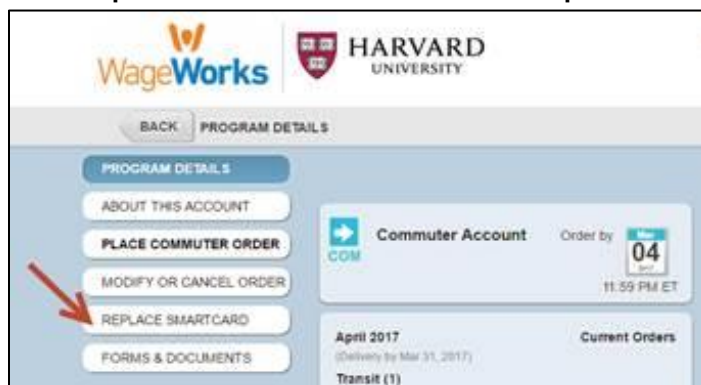 WageWorks
HARVARD
UNIVERSITY
BACK PROGRAM DETAILS
PROGRAM DETAILS
ABOUT THIS ACCOUNT
PLACE COMMUTER ORDER
MODIFY OR CANCEL ORDER
REPLACE SMARTCARD
FORMS & DOCUMENTS
COM
Commuter Account
Order by
Mar
04
2017
11:59 PM ET
April 2017
Current Orders
(Delivery by Mar 31, 2017)
Transit (1)